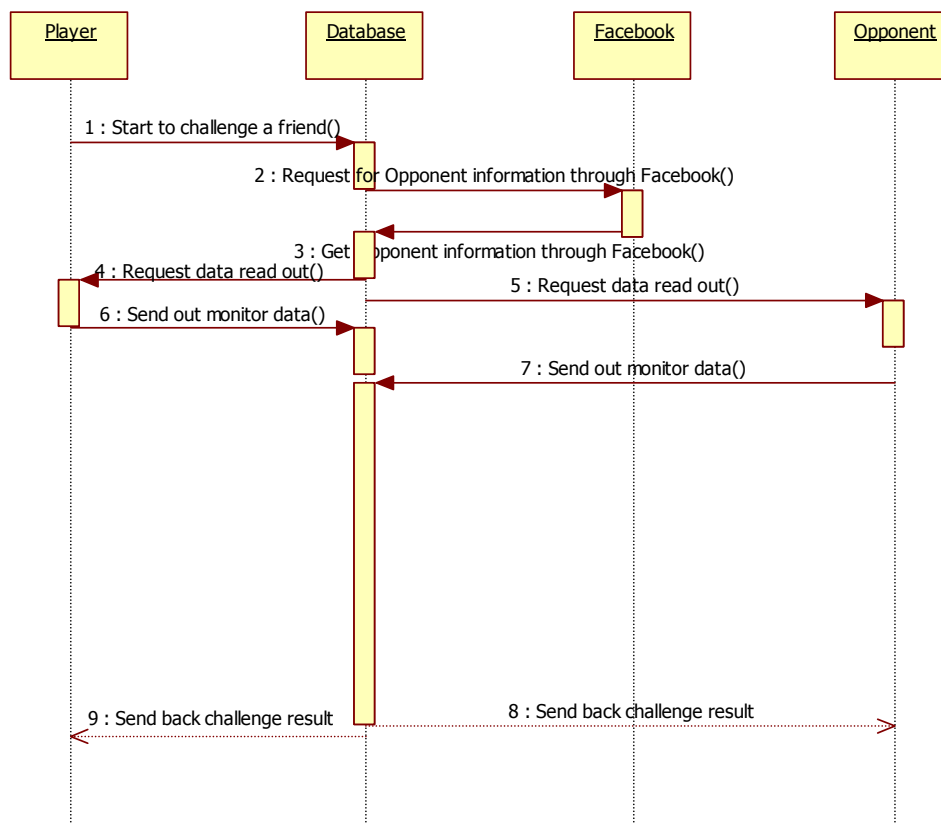 Player
Database
Facebook
Opponent
1 : Start to challenge a friend()
2 : Request for Opponent information through Facebook()
3 : Get Opponent information through Facebook()
4 : Request data read out()
5 : Request data read out()
6 : Send out monitor data()
7 : Send out monitor data()
8 : Send back challenge result
9 : Send back challenge result